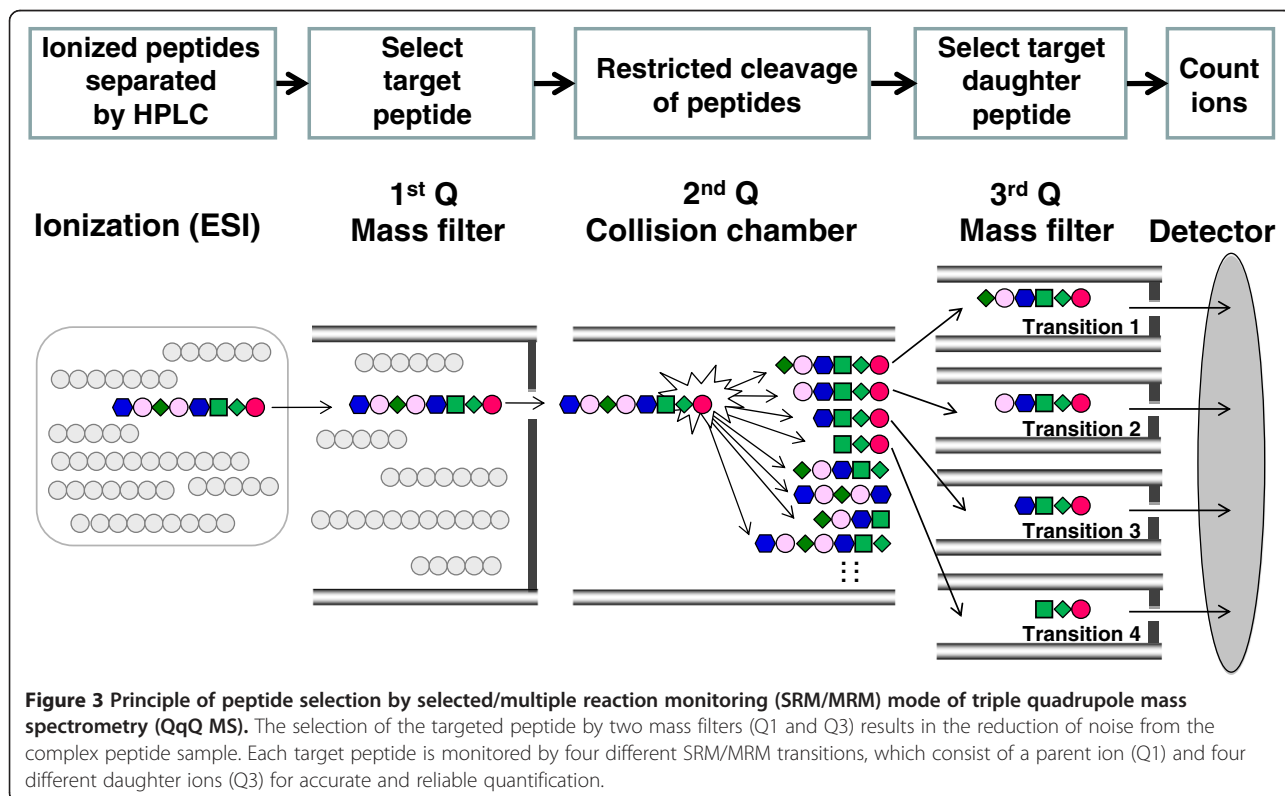 Ionized peptides
separated
by HPLC
Select
target
peptide
Restricted cleavage
of peptides
Select target
daughter
peptide
Count
ions
Ionization (ESI)
1st Q
Mass filter
2nd Q
Collision chamber
3rd Q
Mass filter
Detector
Transition 1
Transition 2
Transition 3
Transition 4
Figure 3 Principle of peptide selection by selected/multiple reaction monitoring (SRM/MRM) mode of triple quadrupole mass
spectrometry (QqQ MS). The selection of the targeted peptide by two mass filters (Q1 and Q3) results in the reduction of noise from the
complex peptide sample. Each target peptide is monitored by four different SRM/MRM transitions, which consist of a parent ion (Q1) and four
different daughter ions (Q3) for accurate and reliable quantification.